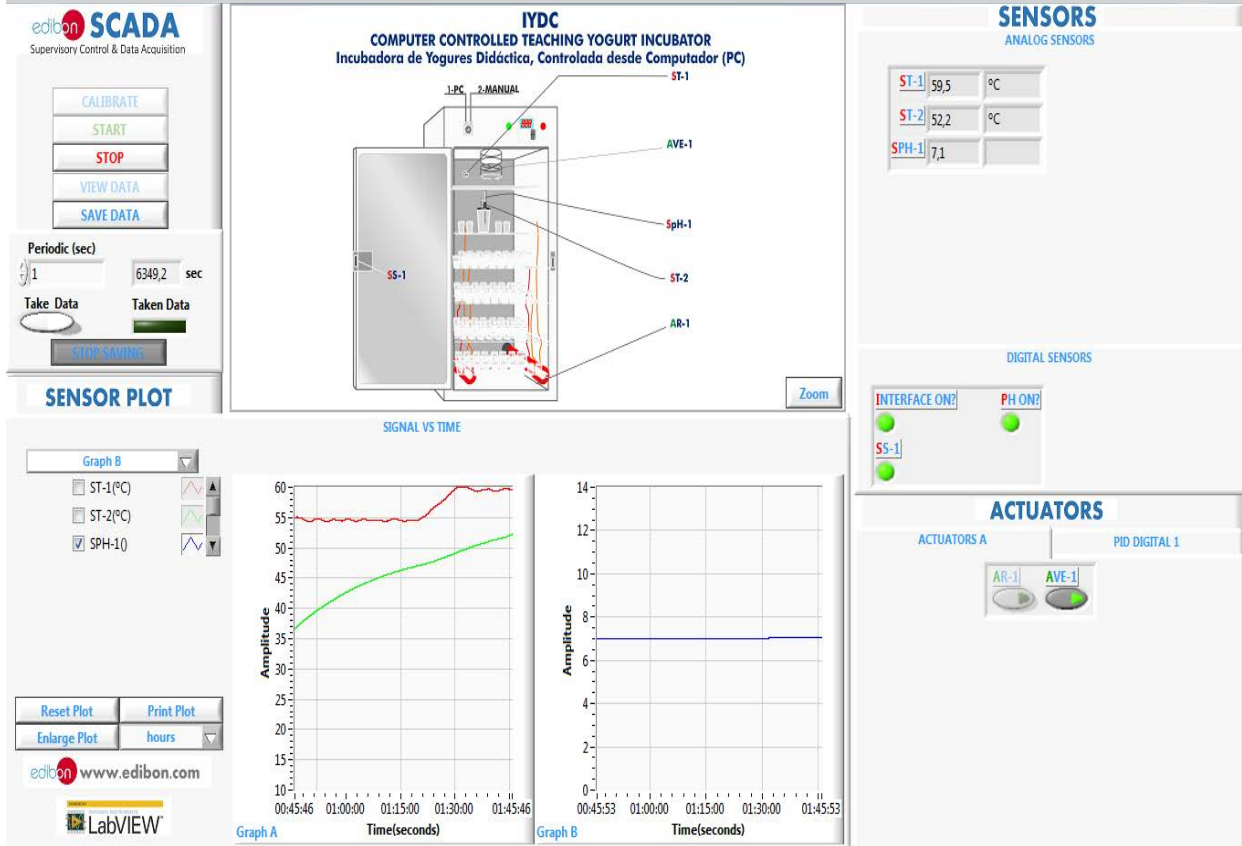 edibon SCADA
Supervisory Control & Data Acquisition
CALIBRATE
START
STOP
VIEW DATA
SAVE DATA
Periodic (sec)
1
6349,2 sec
Take Data
Taken Data
STOP SAVING
SENSOR PLOT
IYDC
COMPUTER CONTROLLED TEACHING YOGURT INCUBATOR
Incubadora de Yogures Didáctica, Controlada desde Computador (PC)
1-PC 2-MANUAL
ST-1
AVE-1
SpH-1
SS-1
ST-2
AR-1
Zoom
SENSORS
ANALOG SENSORS
ST-1 59,5 ºC
ST-2 52,2 ºC
SPH-1 7,1
DIGITAL SENSORS
INTERFACE ON? PH ON?
SS-1
ACTUATORS
ACTUATORS A PID DIGITAL 1
AR-1 AVE-1
SIGNAL VS TIME
Graph B
ST-1(ºC)
ST-2(ºC)
SPH-1()
Reset Plot Print Plot
Enlarge Plot hours
edibon www.edibon.com
LabVIEW
Amplitude
60
55
50
45
40
35
30
25
20
15
10
00:45:46 01:00:00 01:15:00 01:30:00 01:45:46
Graph A
Time(seconds)
Amplitude
14
12
10
8
6
4
2
0
00:45:53 01:00:00 01:15:00 01:30:00 01:45:53
Graph B
Time(seconds)